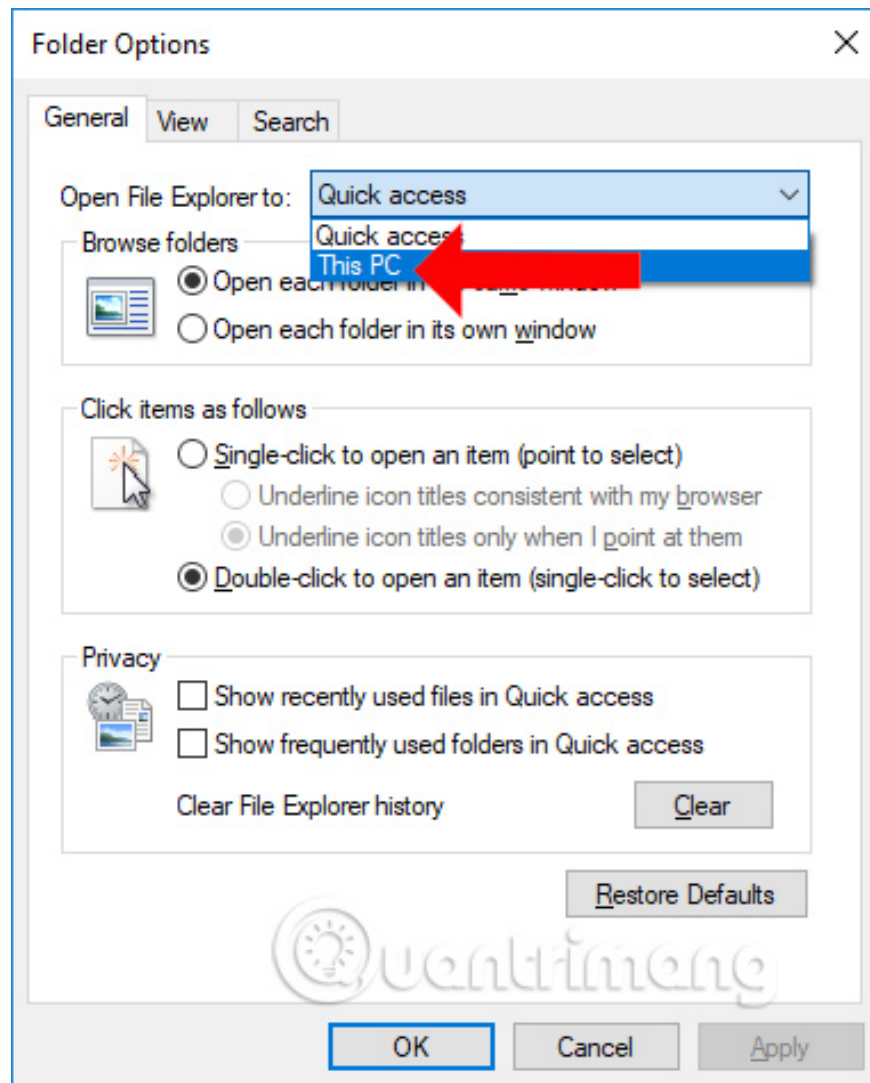 Folder Options
General View Search
Open File Explorer to: Quick access
Quick access
This PC
Browse folders
Open each folder in same window
Open each folder in its own window
Click items as follows
Single-click to open an item (point to select)
Underline icon titles consistent with my browser
Underline icon titles only when I point at them
Double-click to open an item (single-click to select)
Privacy
Show recently used files in Quick access
Show frequently used folders in Quick access
Clear File Explorer history Clear
Restore Defaults
Quantrimang
OK Cancel Apply